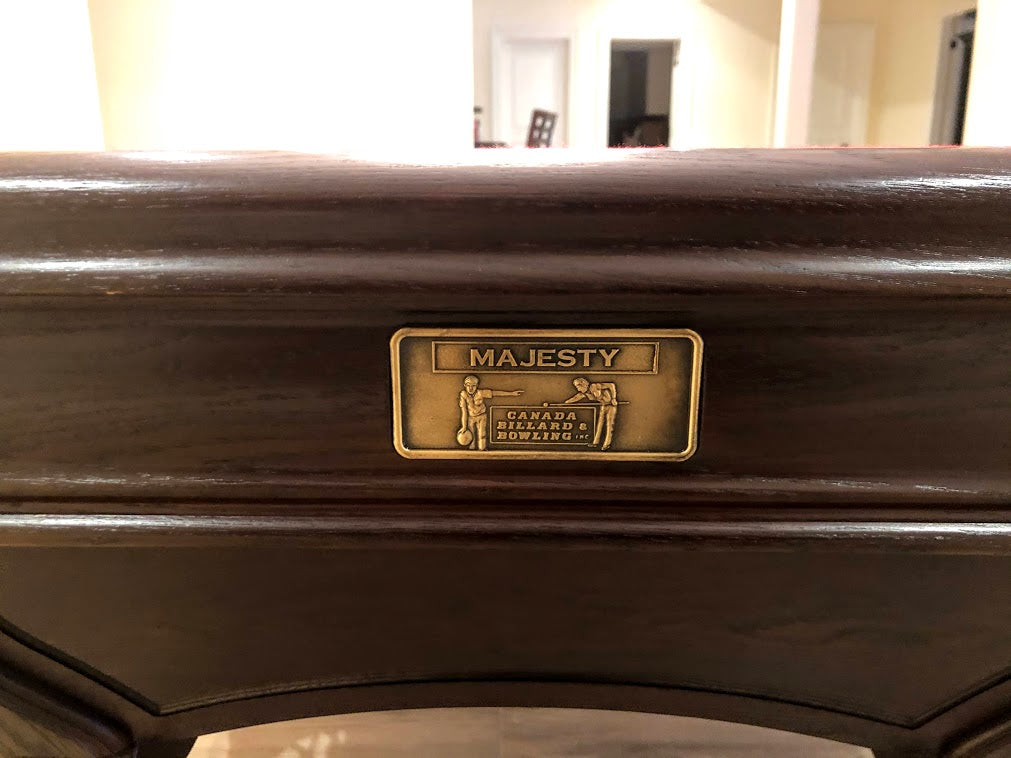 MAJESTY
CANADA
BILLARD &
BOWLING INC